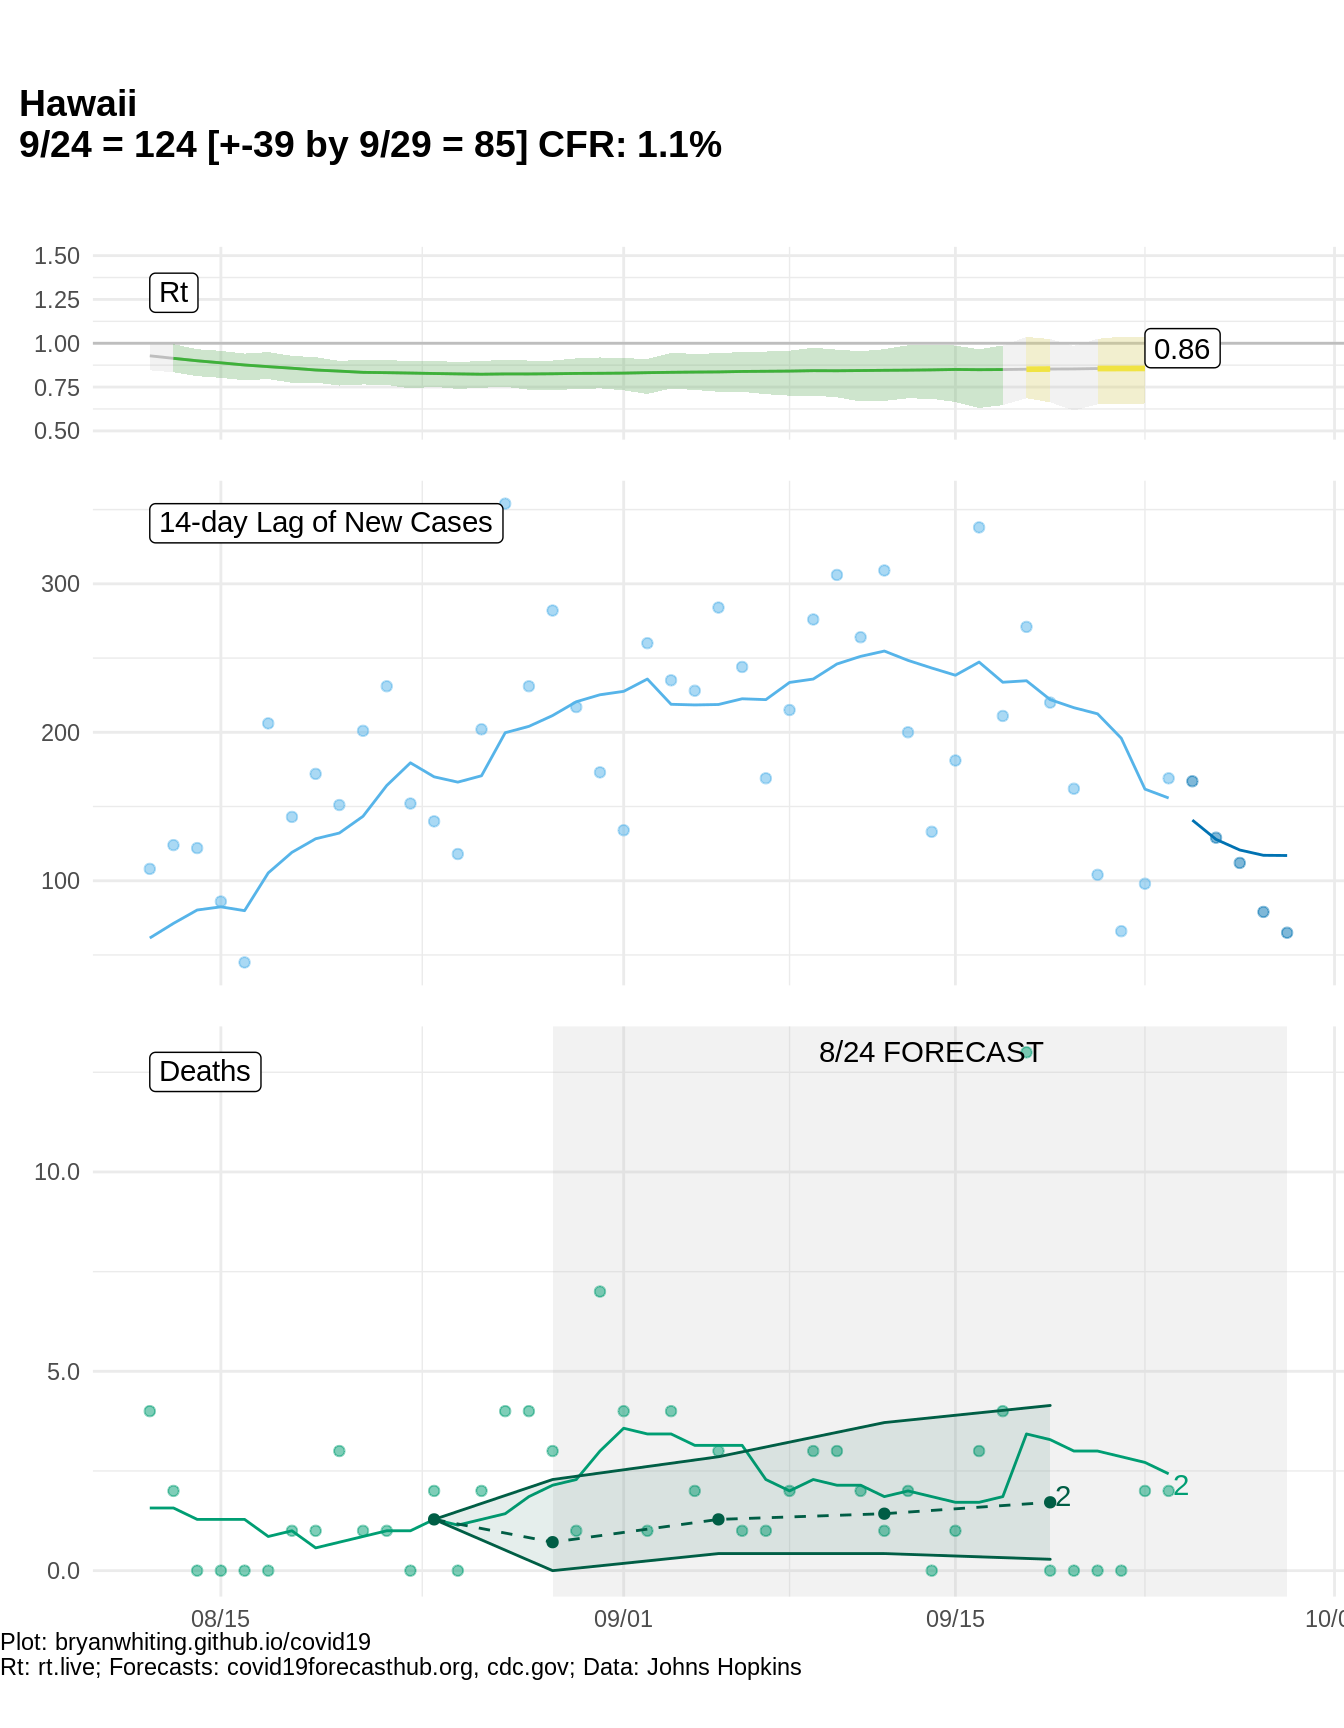 Hawaii
9/24 = 124 [+-39 by 9/29 = 85] CFR: 1.1%
1.50
Rt
1.25
1.00
0.86
0.75
0.50
14-day Lag of New Cases
300
200
100
8/24 FORECAST
Deaths
10.0
5.0
2
2
0.0
08/15 09/01 09/15 10/0
Plot: bryanwhiting.github.io/covid19
Rt: rt.live; Forecasts: covid19forecasthub.org, cdc.gov; Data: Johns Hopkins